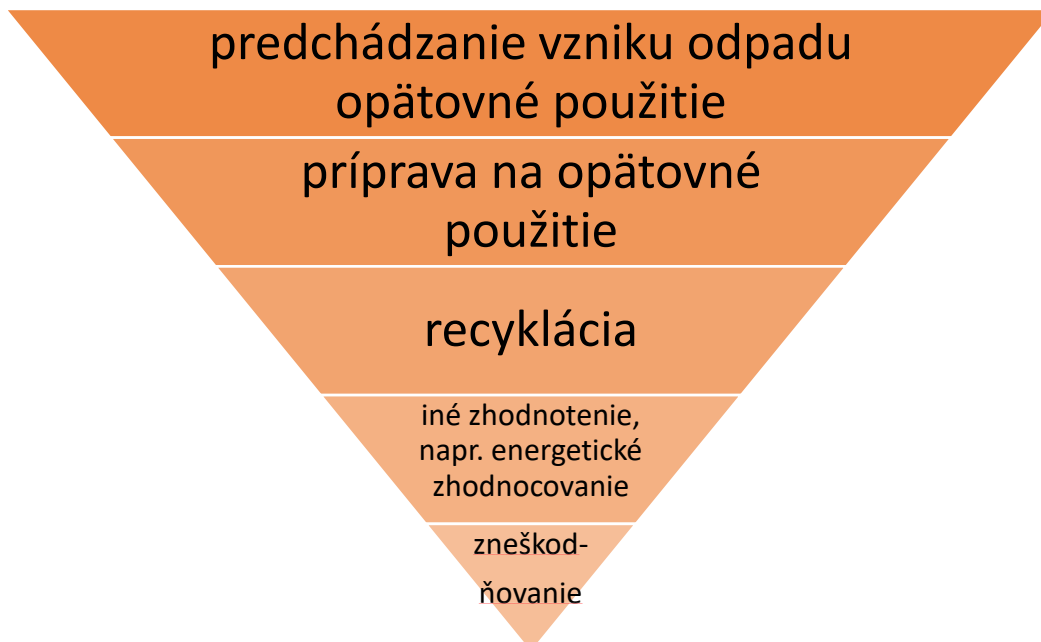 predchádzanie vzniku odpadu
opätovné použitie
príprava na opätovné
použitie
recyklácia
iné zhodnotenie,
napr. energetické
zhodnocovanie
zneškod-
ňovanie